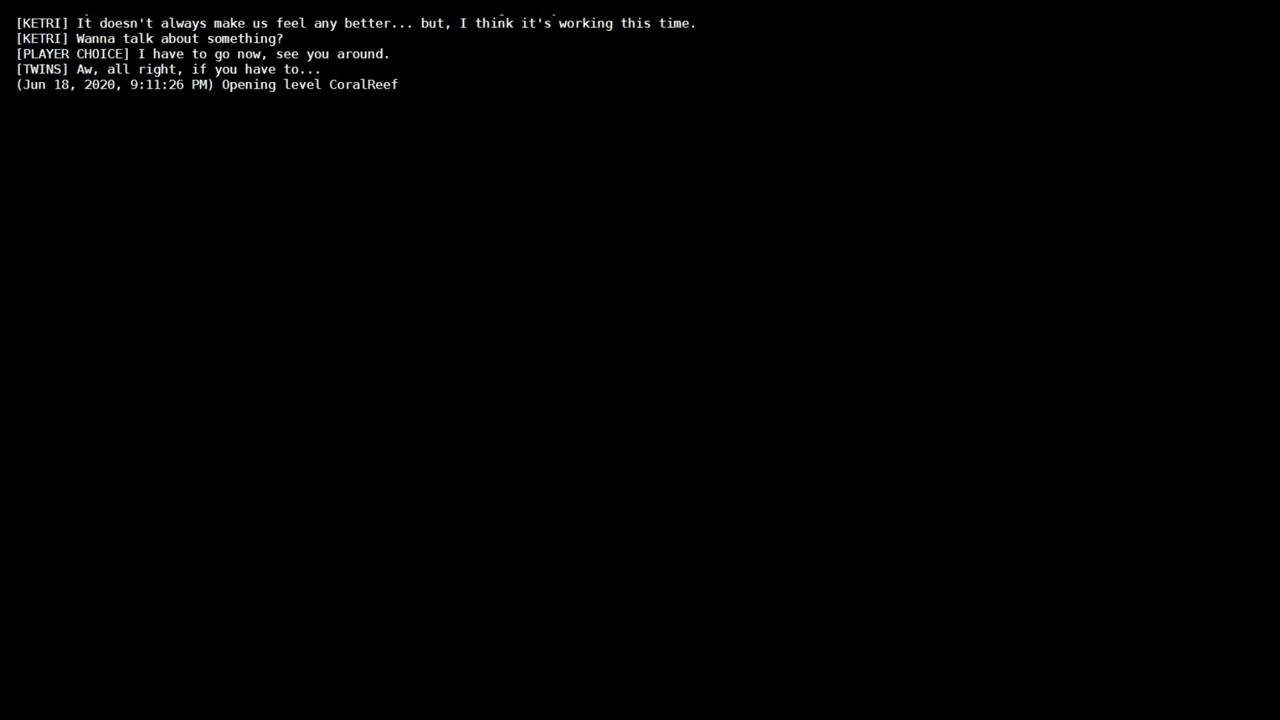 [KETRI] It doesn't always make us feel any better... but, I think it's working this time.
[KETRI] Wanna talk about something?
[PLAYER CHOICE] I have to go now, see you around.
[TWINS] Aw, all right, if you have to...
(Jun 18, 2020, 9:11:26 PM) Opening level CoralReef